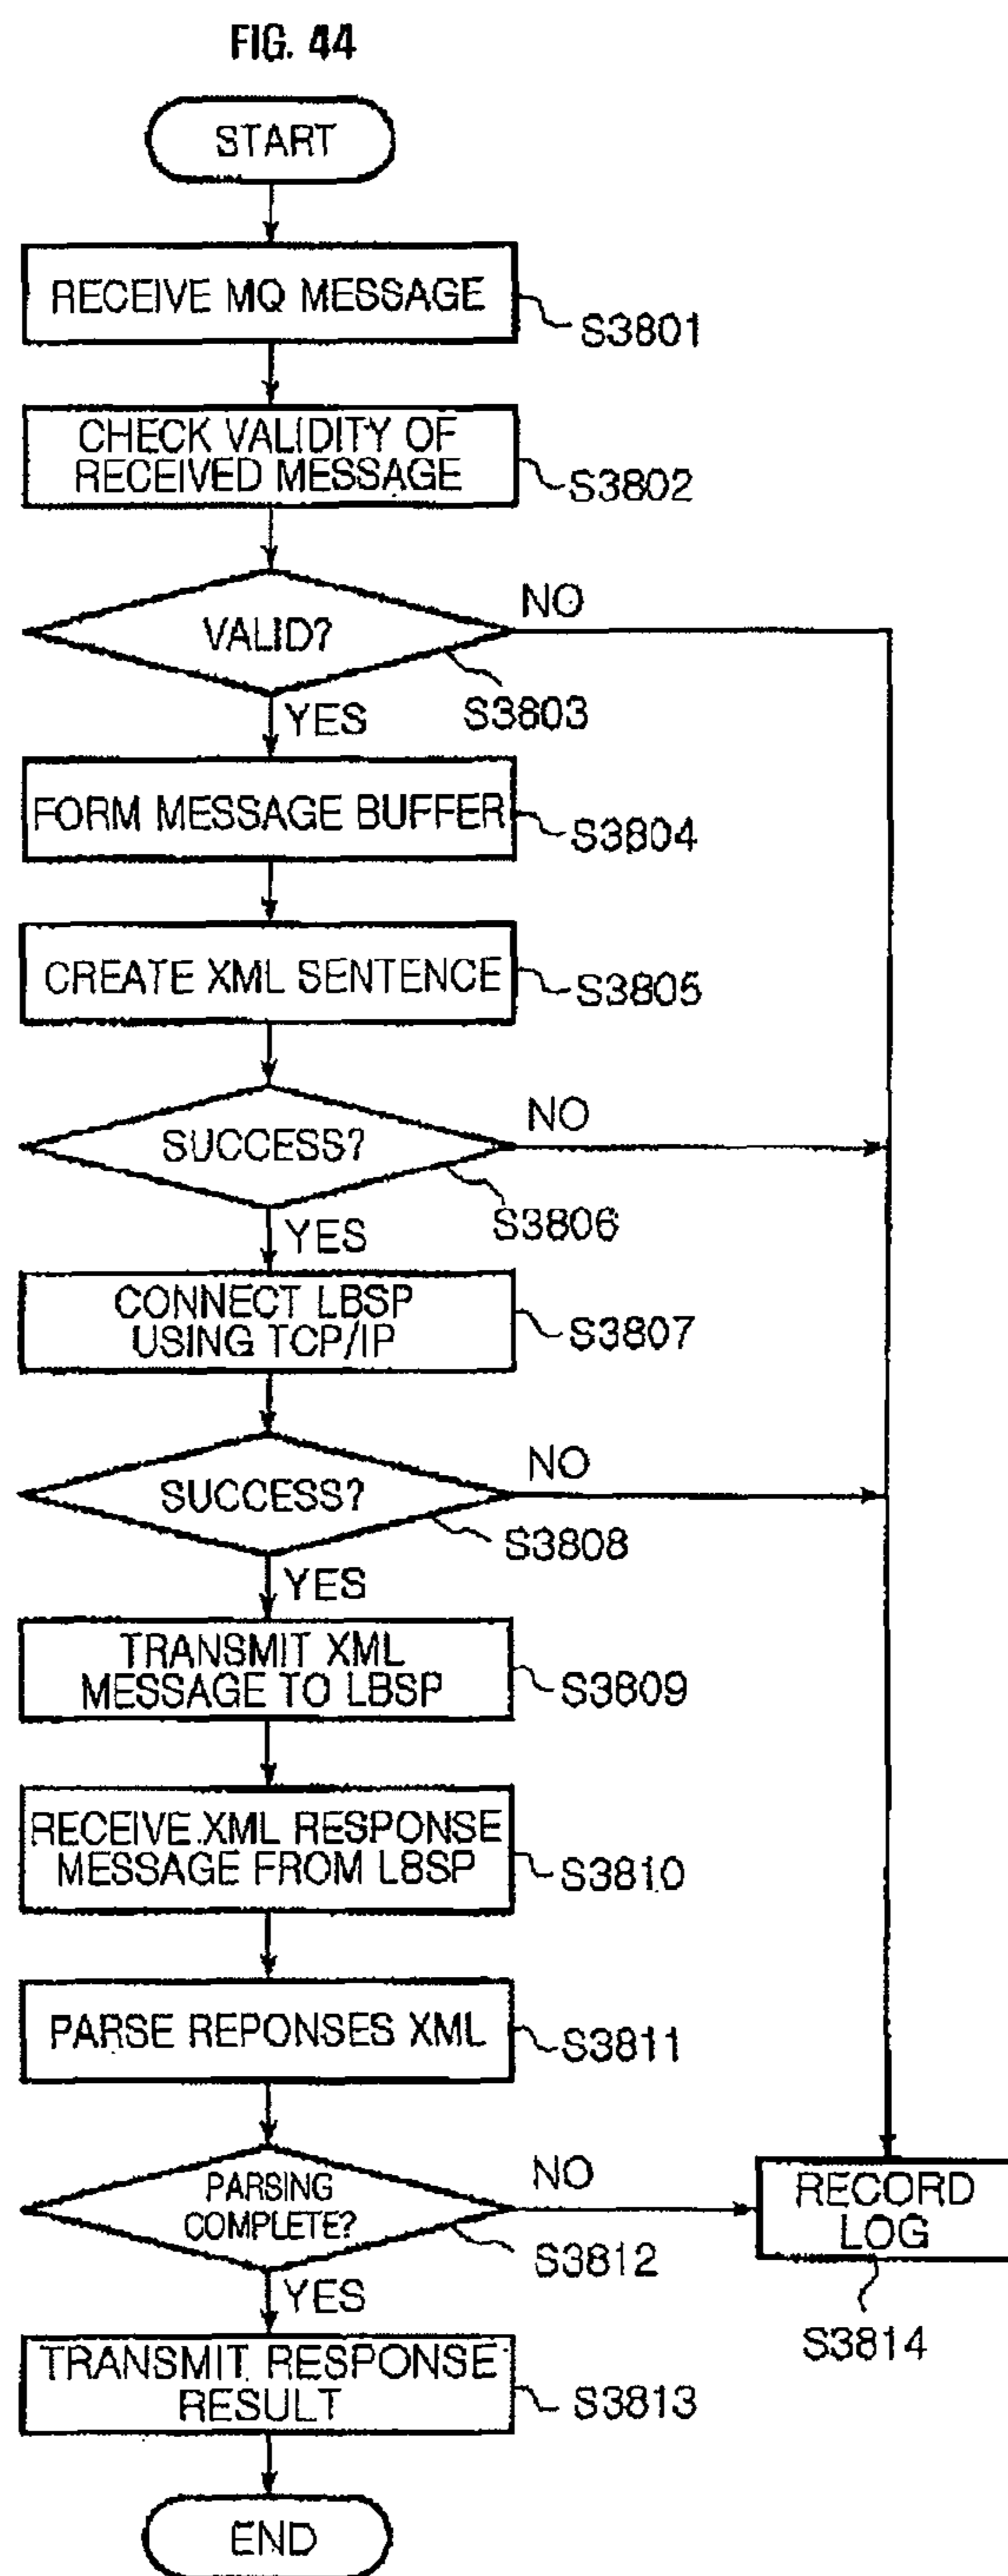 FIG. 44
START
RECEIVE MQ MESSAGE
S3801
CHECK VALIDITY OF
RECEIVED MESSAGE
S3802
VALID?
NO
S3803
YES
FORM MESSAGE BUFFER
S3804
CREATE XML SENTENCE
S3805
SUCCESS?
NO
S3806
YES
CONNECT LBSP
USING TCP/IP
S3807
SUCCESS?
NO
S3808
YES
TRANSMIT XML
MESSAGE TO LBSP
S3809
RECEIVE XML RESPONSE
MESSAGE FROM LBSP
S3810
PARSE REPONSES XML
S3811
PARSING
COMPLETE?
NO
S3812
YES
RECORD
LOG
S3814
TRANSMIT RESPONSE
RESULT
S3813
END